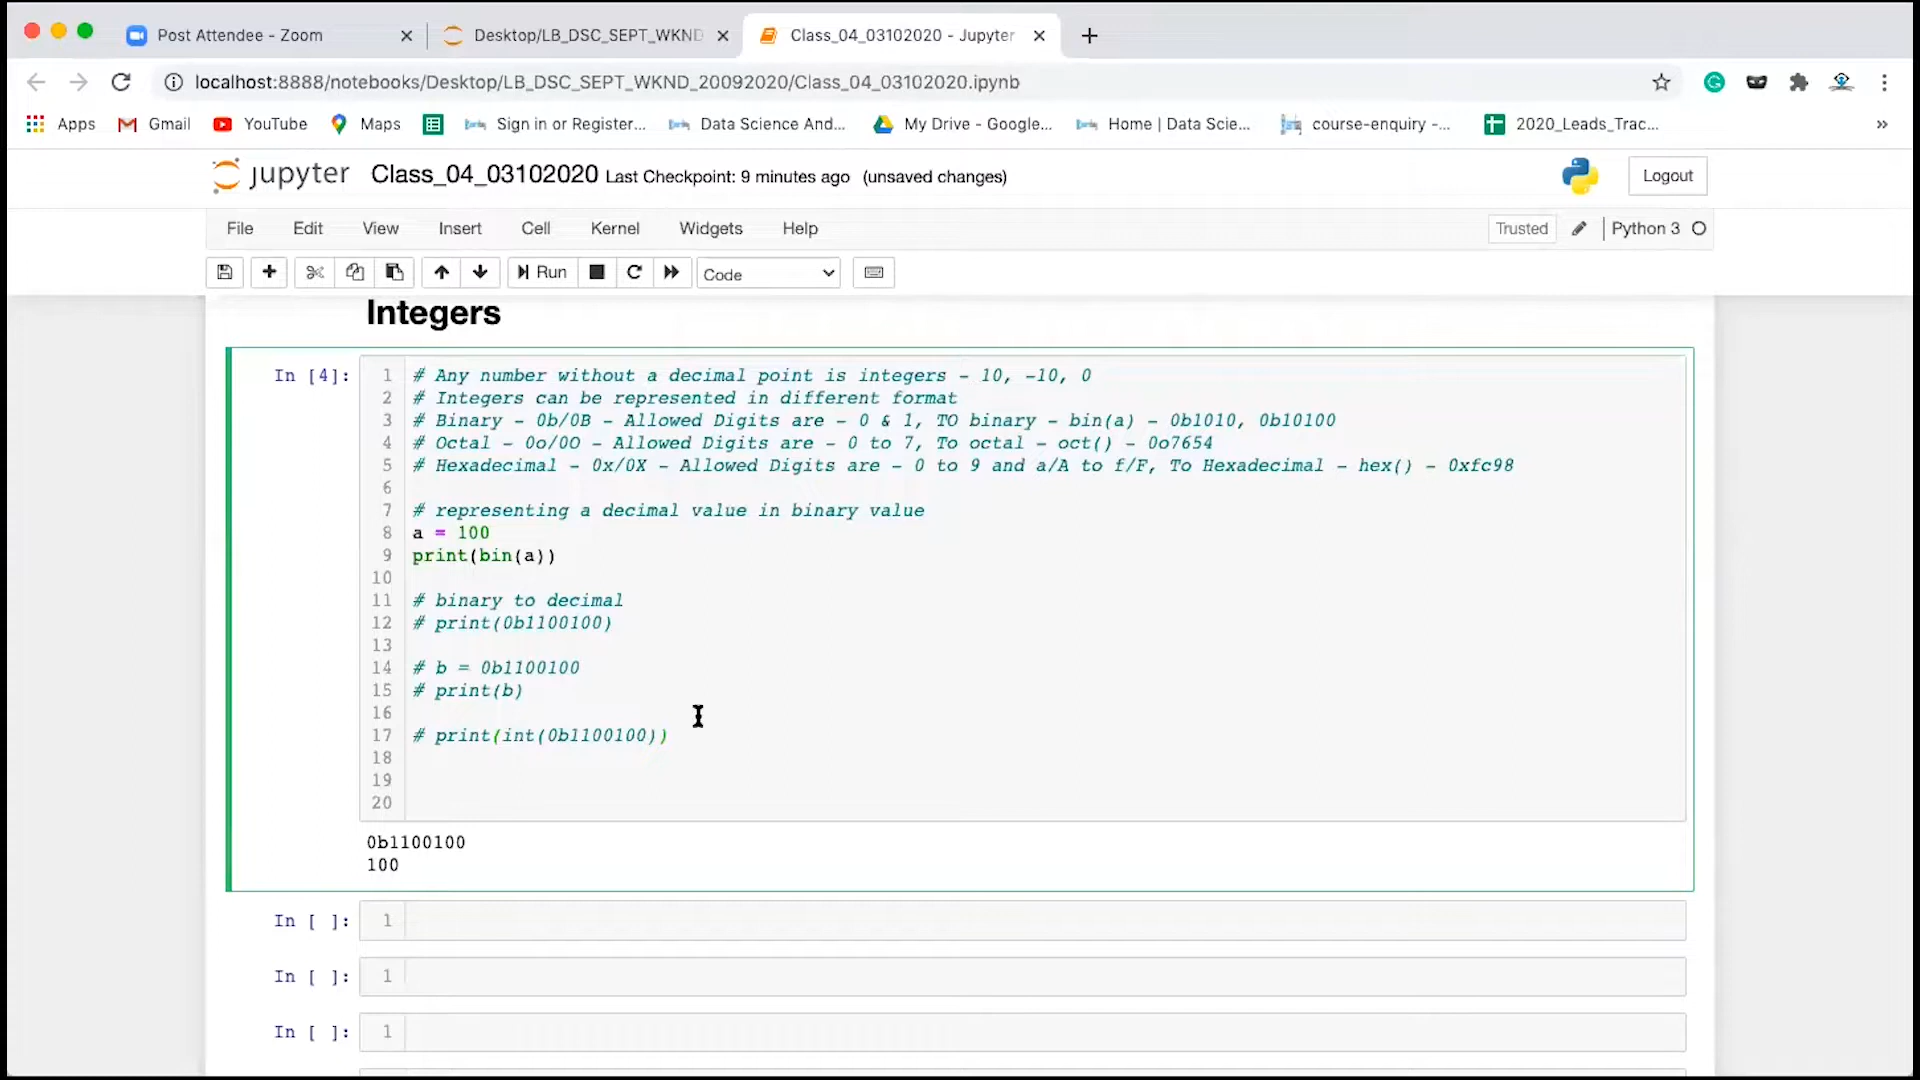 Post Attendee - Zoom
Desktop/LB_DSC_SEPT_WKND
Class_04_03102020 - Jupyter
localhost:8888/notebooks/Desktop/LB_DSC_SEPT_WKND_20092020/Class_04_03102020.ipynb
Apps Gmail YouTube Maps Sign in or Register... Data Science And... My Drive - Google... Home | Data Scie... course-enquiry -... 2020_Leads_Trac... »
jupyter Class_04_03102020 Last Checkpoint: 9 minutes ago (unsaved changes) Logout
File Edit View Insert Cell Kernel Widgets Help Trusted Python 3
Run Code
Integers
In [4]:
1 # Any number without a decimal point is integers - 10, -10, 0
2 # Integers can be represented in different format
3 # Binary - 0b/0B - Allowed Digits are - 0 & 1, TO binary - bin(a) - 0b1010, 0b10100
4 # Octal - 0o/0O - Allowed Digits are - 0 to 7, To octal - oct() - 0o7654
5 # Hexadecimal - 0x/0X - Allowed Digits are - 0 to 9 and a/A to f/F, To Hexadecimal - hex() - 0xfc98
6
7 # representing a decimal value in binary value
8 a = 100
9 print(bin(a))
10
11 # binary to decimal
12 # print(0b1100100)
13
14 # b = 0b1100100
15 # print(b)
16
17 # print(int(0b1100100))
18
19
20
0b1100100
100
In [ ]: 1
In [ ]: 1
In [ ]: 1